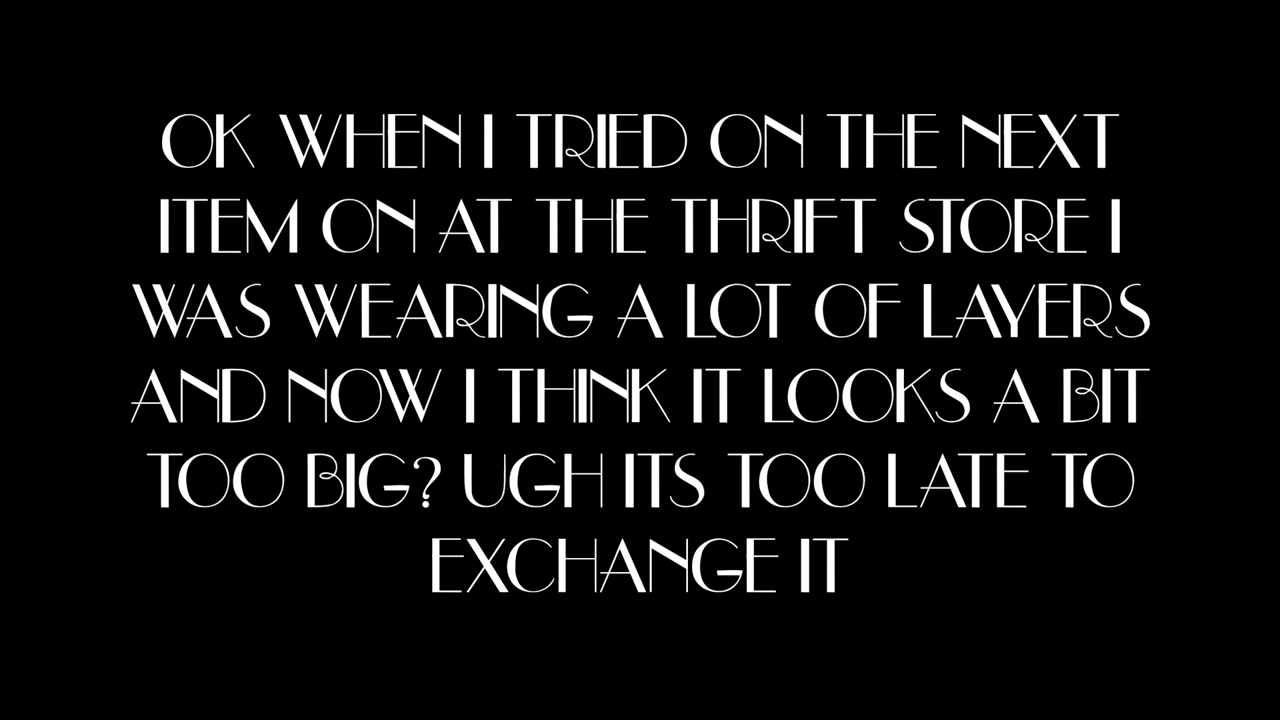 OK WHEN I TRIED ON THE NEXT
ITEM ON AT THE THRIFT STORE I
WAS WEARING A LOT OF LAYERS
AND NOW I THINK IT LOOKS A BIT
TOO BIG? UGH ITS TOO LATE TO
EXCHANGE IT